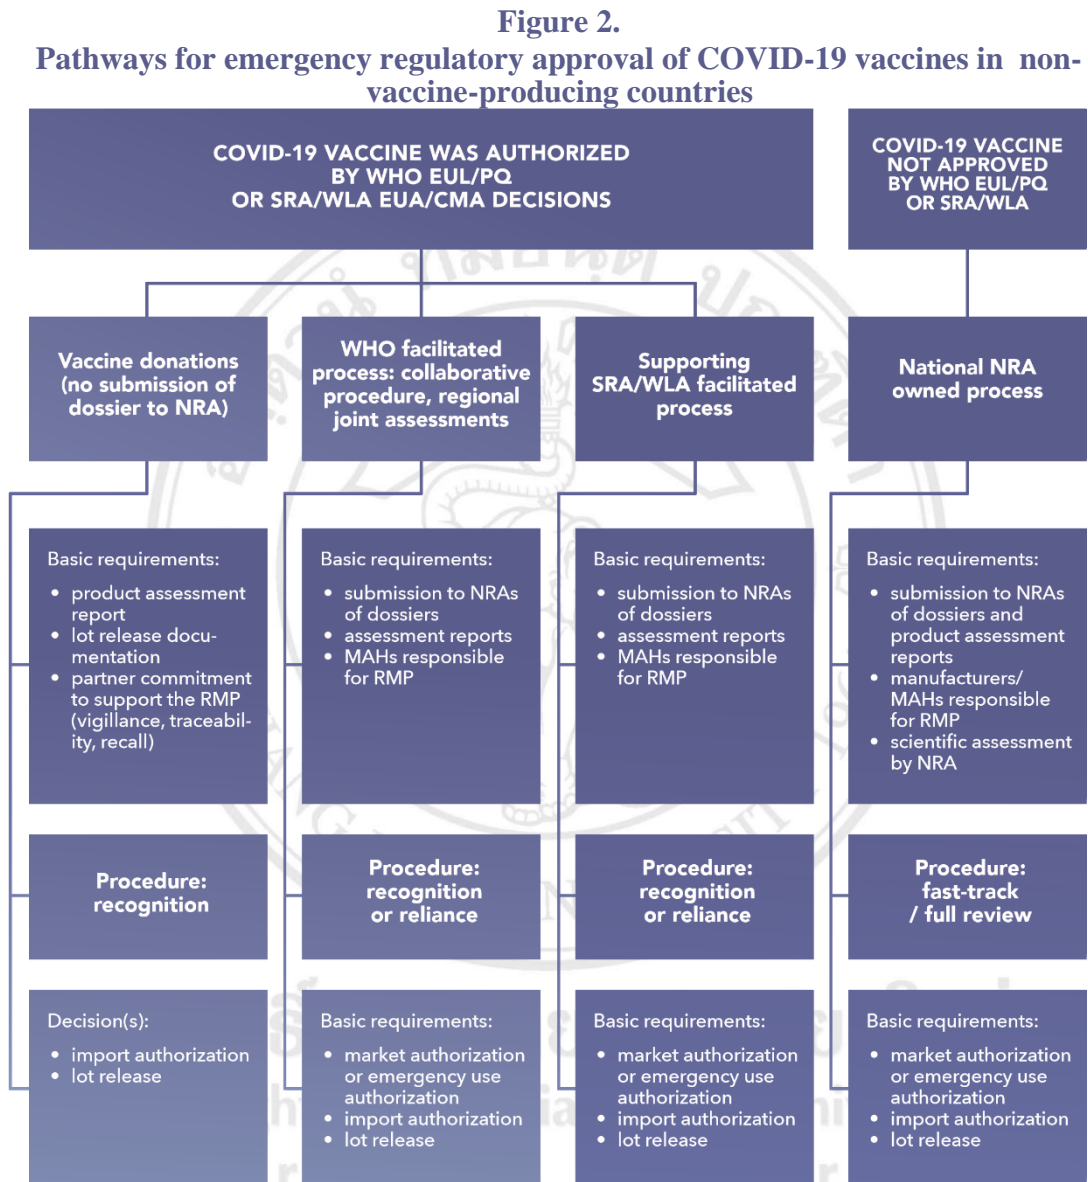 Figure 2.
Pathways for emergency regulatory approval of COVID-19 vaccines in non-
vaccine-producing countries
COVID-19 VACCINE WAS AUTHORIZED
BY WHO EUL/PQ
OR SRA/WLA EUA/CMA DECISIONS
COVID-19 VACCINE
NOT APPROVED
BY WHO EUL/PQ
OR SRA/WLA
Vaccine donations
(no submission of
dossier to NRA)
WHO facilitated
process: collaborative
procedure, regional
joint assessments
Supporting
SRA/WLA facilitated
process
National NRA
owned process
Basic requirements:
• product assessment
report
• lot release docu-
mentation
• partner commitment
to support the RMP
(vigillance, traceabil-
ity, recall)
Basic requirements:
• submission to NRAs
of dossiers
• assessment reports
• MAHs responsible
for RMP
Basic requirements:
• submission to NRAs
of dossiers
• assessment reports
• MAHs responsible
for RMP
Basic requirements:
• submission to NRAs
of dossiers and
product assessment
reports
• manufacturers/
MAHs responsible
for RMP
• scientific assessment
by NRA
Procedure:
recognition
Procedure:
recognition
or reliance
Procedure:
recognition
or reliance
Procedure:
fast-track
/ full review
Decision(s):
• import authorization
• lot release
Basic requirements:
• market authorization
or emergency use
authorization
• import authorization
• lot release
Basic requirements:
• market authorization
or emergency use
authorization
• import authorization
• lot release
Basic requirements:
• market authorization
or emergency use
authorization
• import authorization
• lot release